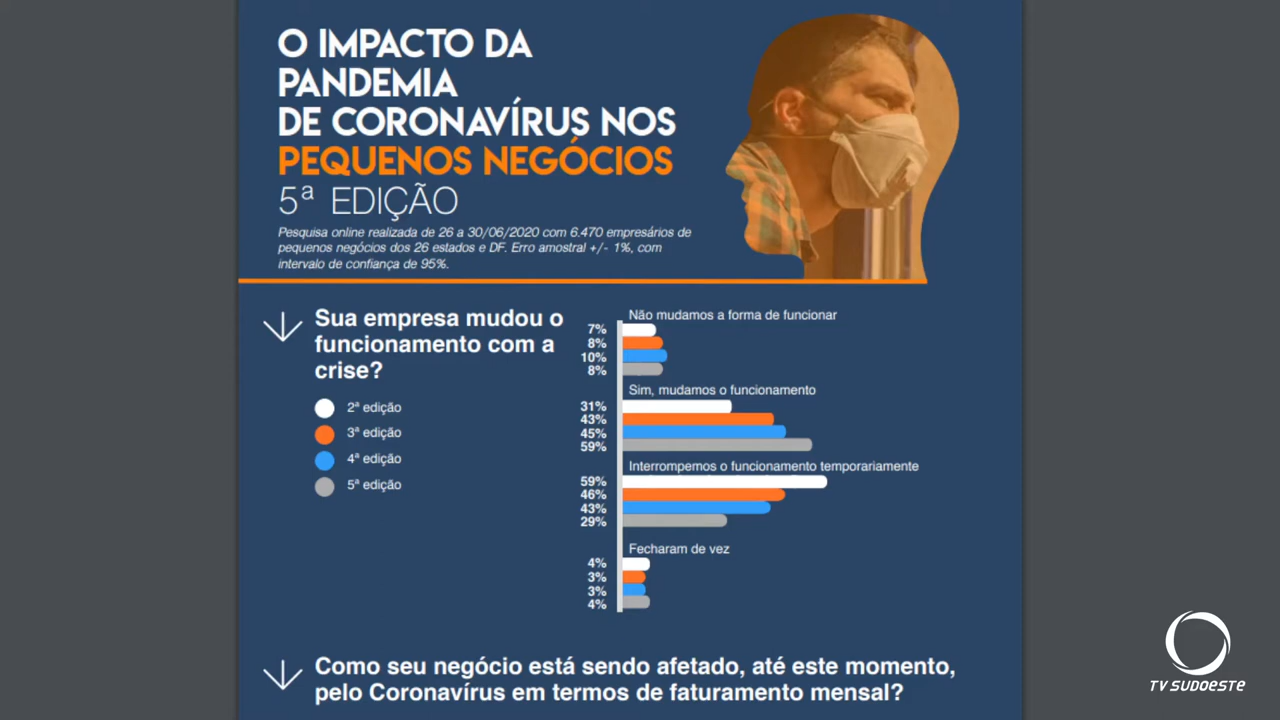 O IMPACTO DA
PANDEMIA
DE CORONAVÍRUS NOS
PEQUENOS NEGÓCIOS
5ª EDIÇÃO
Pesquisa online realizada de 26 a 30/06/2020 com 6.470 empresários de
pequenos negócios dos 26 estados e DF. Erro amostral +/- 1%, com
intervalo de confiança de 95%.
Sua empresa mudou o
funcionamento com a
crise?
2ª edição
3ª edição
4ª edição
5ª edição
Não mudamos a forma de funcionar
7%
8%
10%
8%
Sim, mudamos o funcionamento
31%
43%
45%
59%
Interrompemos o funcionamento temporariamente
59%
46%
43%
29%
Fecharam de vez
4%
3%
3%
4%
Como seu negócio está sendo afetado, até este momento,
pelo Coronavírus em termos de faturamento mensal?
TV SUDOESTE